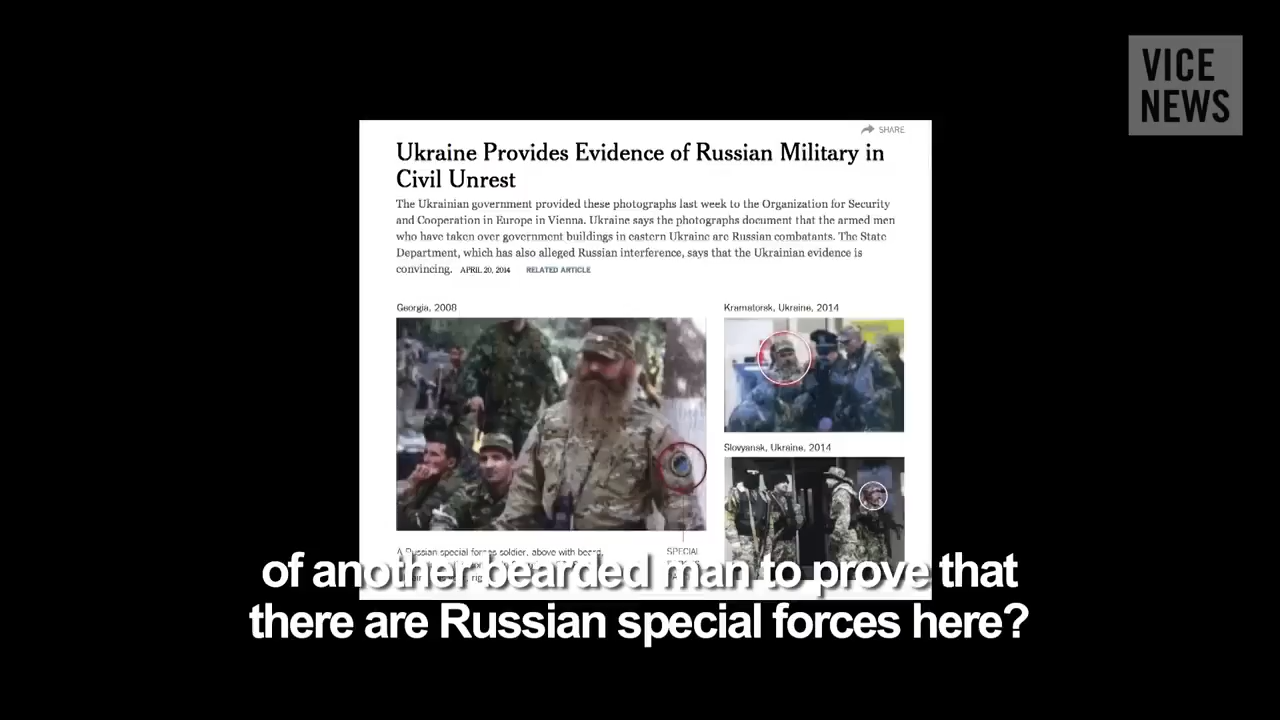 VICE
NEWS
SHARE
Ukraine Provides Evidence of Russian Military in
Civil Unrest
The Ukrainian government provided these photographs last week to the Organization for Security
and Cooperation in Europe in Vienna. Ukraine says the photographs document that the armed men
who have taken over government buildings in eastern Ukraine are Russian combatants. The State
Department, which has also alleged Russian interference, says that the Ukrainian evidence is
convincing. APRIL 20, 2014 RELATED ARTICLE
Georgia, 2008
Kramatorsk, Ukraine, 2014
Slovyansk, Ukraine, 2014
A Russian special forces soldier, above with beard,
SPECIAL
of another bearded man to prove that
there are Russian special forces here?